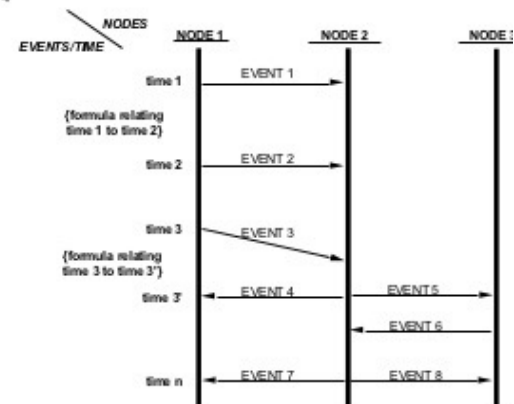 NODES
EVENTS/TIME
NODE 1 NODE 2 NODE 3
time 1 EVENT 1
{formula relating
time 1 to time 2}
time 2 EVENT 2
time 3 EVENT 3
{formula relating
time 3 to time 3'}
time 3' EVENT 4 EVENT 5
EVENT 6
time n EVENT 7 EVENT 8